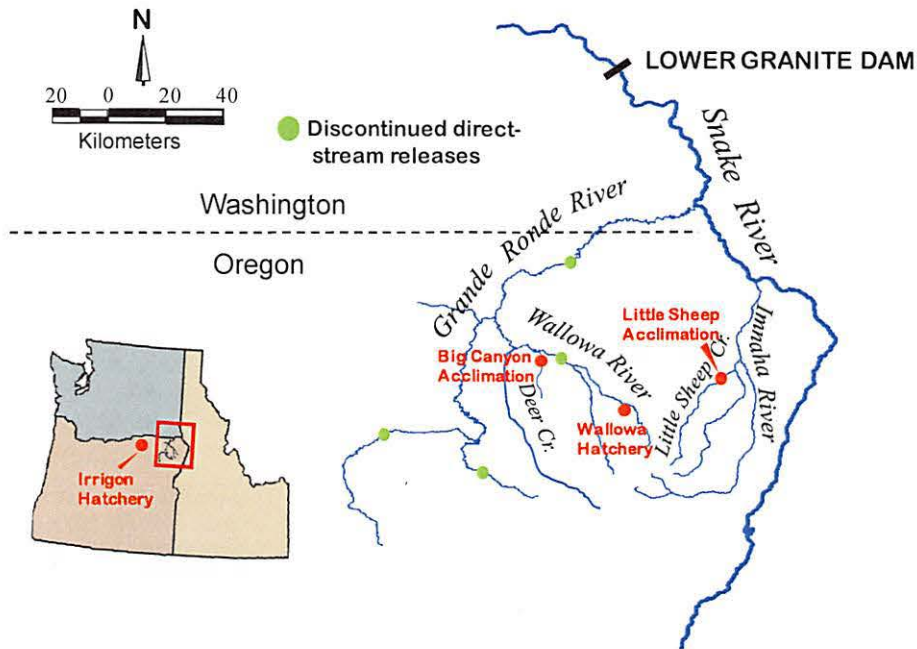 N
20 0 20 40
Kilometers
Discontinued direct-
stream releases
LOWER GRANITE DAM
Snake River
Washington
Oregon
Grande Ronde River
Wallowa River
Big Canyon
Acclimation
Deer Cr.
Wallowa
Hatchery
Little Sheep
Acclimation
Little Sheep Cr.
Imnaha River
Irrigon
Hatchery